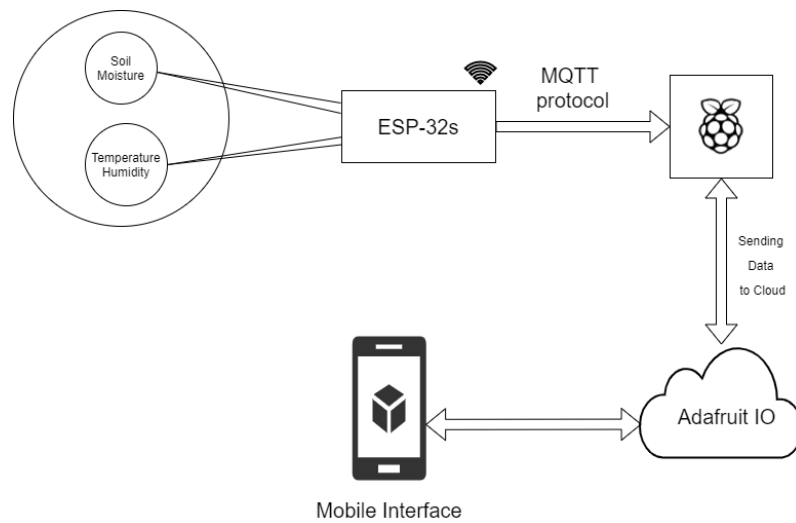 Soil
Moisture
Temperature
Humidity
ESP-32s
MQTT
protocol
Sending
Data
to Cloud
Adafruit IO
Mobile Interface